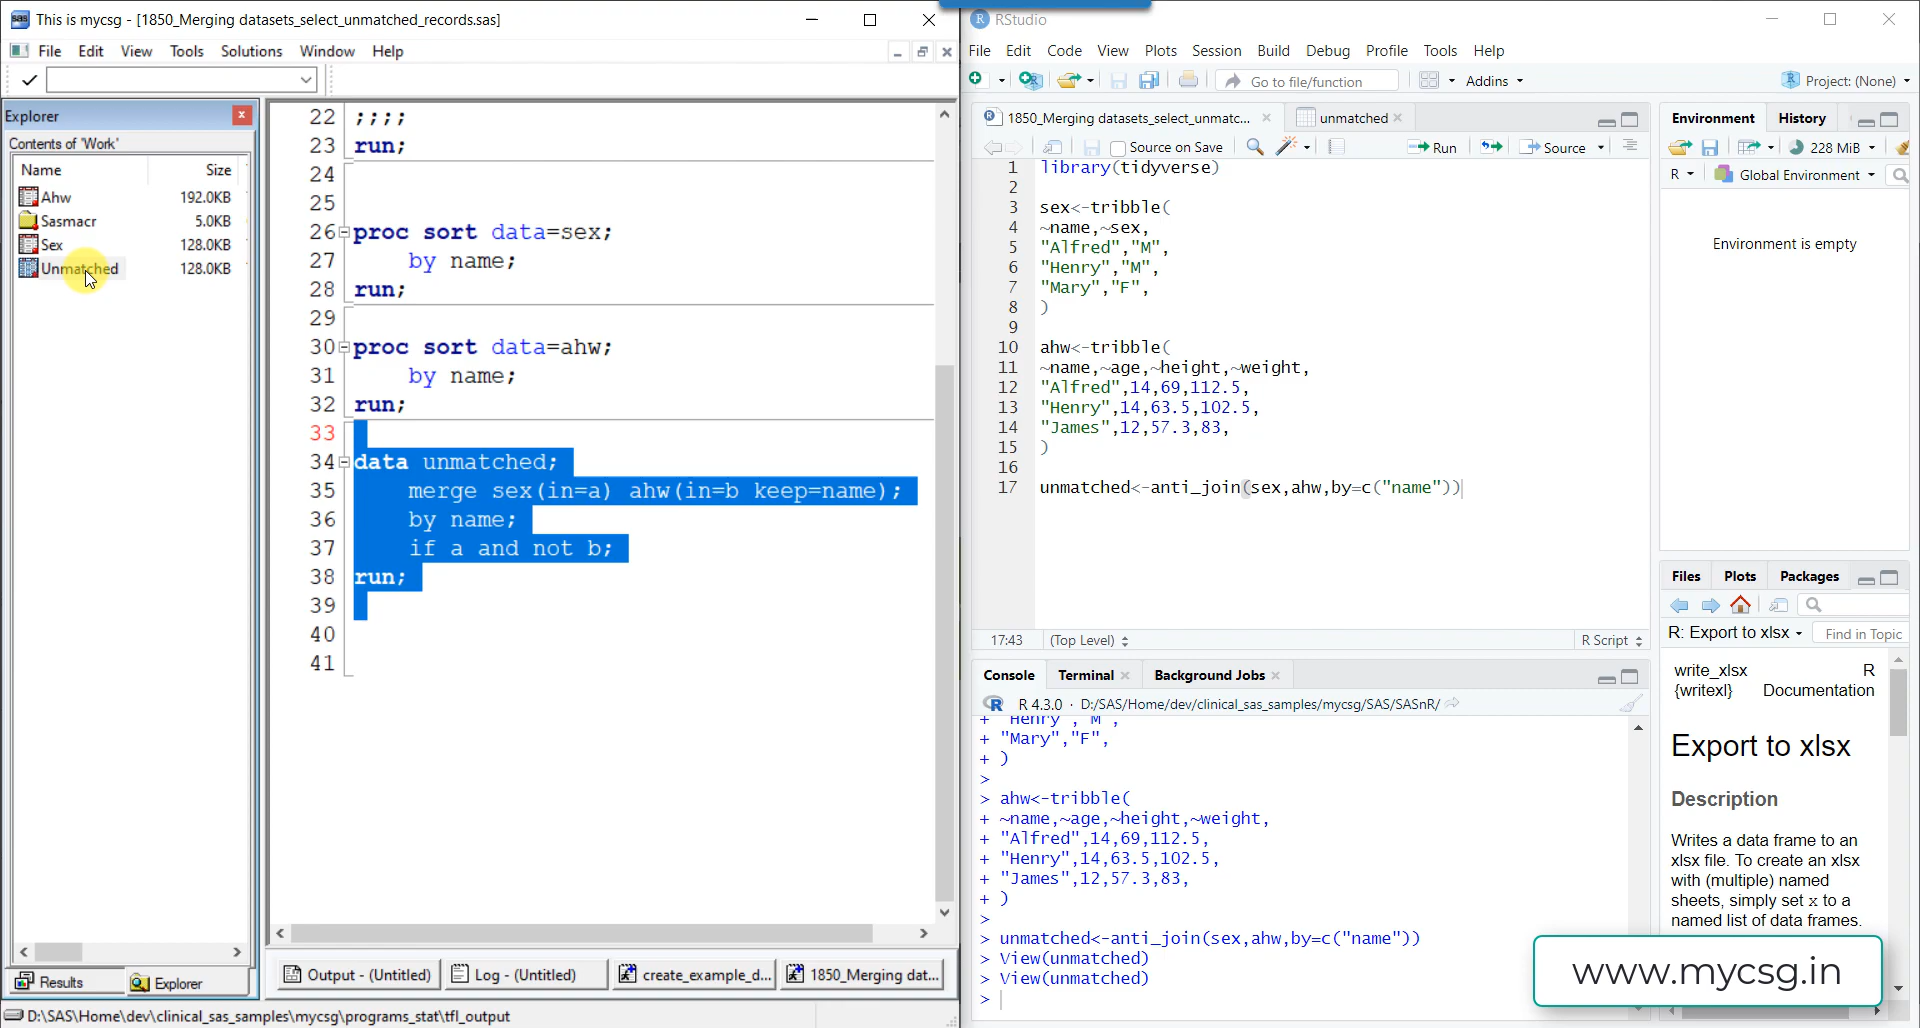 This is mycsg - [1850_Merging datasets_select_unmatched_records.sas]
File Edit View Tools Solutions Window Help
Explorer
Contents of 'Work'
Name Size
Ahw 192.0KB
Sasmacr 5.0KB
Sex 128.0KB
Unmatched 128.0KB
22 ;;;;
23 run;
24
25
26 proc sort data=sex;
27 by name;
28 run;
29
30 proc sort data=ahw;
31 by name;
32 run;
33
34 data unmatched;
35 merge sex(in=a) ahw(in=b keep=name);
36 by name;
37 if a and not b;
38 run;
39
40
41
Results Explorer
Output - (Untitled) Log - (Untitled) create_example_d... 1850_Merging dat...
D:\SAS\Home\dev\clinical_sas_samples\mycsg\programs_stat\tfl_output
RStudio
File Edit Code View Plots Session Build Debug Profile Tools Help
Go to file/function Addins Project: (None)
1850_Merging datasets_select_unmatc... unmatched
Source on Save Run Source
1 library(tidyverse)
2
3 sex<-tribble(
4 ~name,~sex,
5 "Alfred","M",
6 "Henry","M",
7 "Mary","F",
8 )
9
10 ahw<-tribble(
11 ~name,~age,~height,~weight,
12 "Alfred",14,69,112.5,
13 "Henry",14,63.5,102.5,
14 "James",12,57.3,83,
15 )
16
17 unmatched<-anti_join(sex,ahw,by=c("name"))
17:43 (Top Level) R Script
Console Terminal Background Jobs
R 4.3.0 · D:/SAS/Home/dev/clinical_sas_samples/mycsg/SAS/SASnR/
+ "Henry","M",
+ "Mary","F",
+ )
>
> ahw<-tribble(
+ ~name,~age,~height,~weight,
+ "Alfred",14,69,112.5,
+ "Henry",14,63.5,102.5,
+ "James",12,57.3,83,
+ )
>
> unmatched<-anti_join(sex,ahw,by=c("name"))
> View(unmatched)
> View(unmatched)
>
Environment History
228 MiB
R Global Environment
Environment is empty
Files Plots Packages
R: Export to xlsx Find in Topic
write_xlsx R
{writexl} Documentation
Export to xlsx
Description
Writes a data frame to an
xlsx file. To create an xlsx
with (multiple) named
sheets, simply set x to a
named list of data frames.
www.mycsg.in